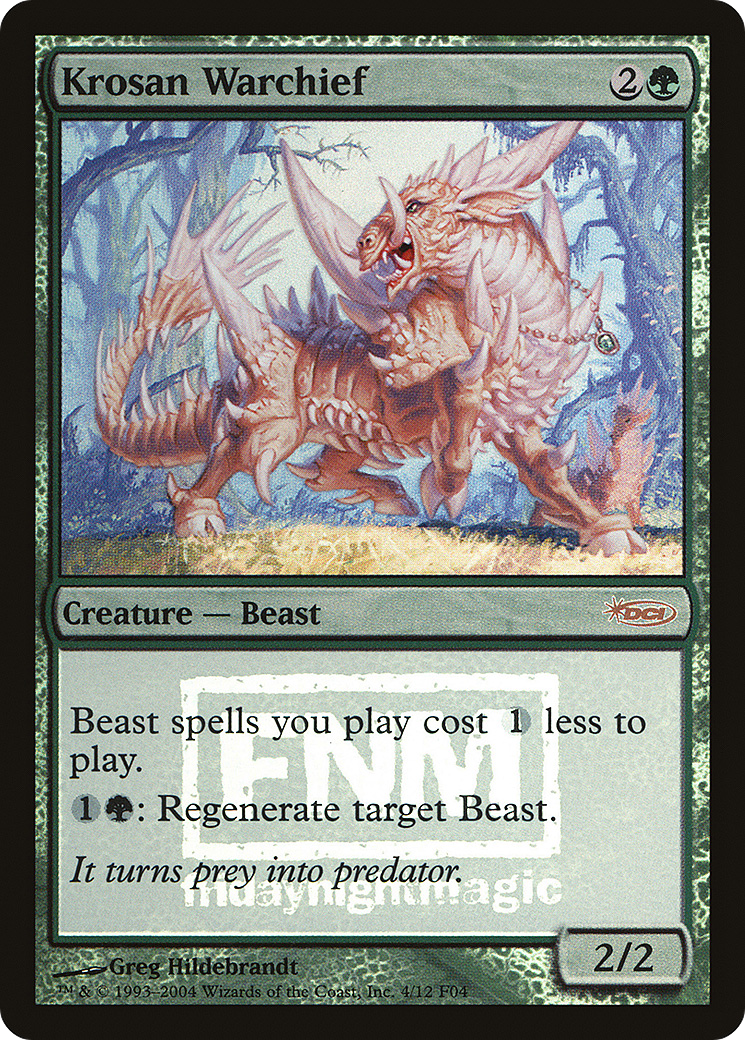 Krosan Warchief 2
Creature — Beast DCI
Beast spells you play cost 1 less to
play.
1 : Regenerate target Beast.
FNM
It turns prey into predator.
fridaynightmagic
2/2
Greg Hildebrandt
™ & © 1993–2004 Wizards of the Coast, Inc. 4/12 F04